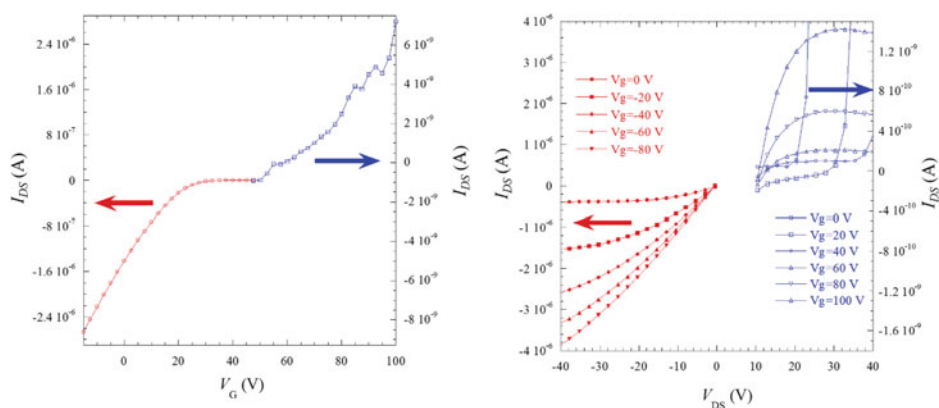 2.4 10⁻⁶
1.6 10⁻⁶
8 10⁻⁷
0
-8 10⁻⁷
-1.6 10⁻⁶
-2.4 10⁻⁶
I_DS (A)
0 20 40 60 80 100
V_G (V)
6 10⁻⁹
4 10⁻⁹
2 10⁻⁹
0
-2 10⁻⁹
-4 10⁻⁹
-6 10⁻⁹
-8 10⁻⁹
I_DS (A)
I_DS (A)
4 10⁻⁶
3 10⁻⁶
2 10⁻⁶
1 10⁻⁶
0
-1 10⁻⁶
-2 10⁻⁶
-3 10⁻⁶
-4 10⁻⁶
I_DS (A)
Vg=0 V
Vg=-20 V
Vg=-40 V
Vg=-60 V
Vg=-80 V
-40 -30 -20 -10 0 10 20 30 40
V_DS (V)
Vg=0 V
Vg=20 V
Vg=40 V
Vg=60 V
Vg=80 V
Vg=100 V
1.2 10⁻⁹
8 10⁻¹⁰
4 10⁻¹⁰
0
-4 10⁻¹⁰
-8 10⁻¹⁰
-1.2 10⁻⁹
-1.6 10⁻⁹
I_DS (A)